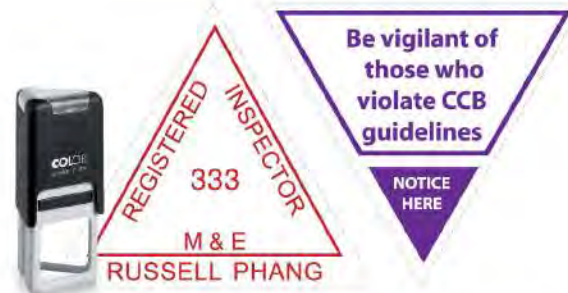 COLOP
REGISTERED
INSPECTOR
333
M & E
RUSSELL PHANG
Be vigilant of
those who
violate CCB
guidelines
NOTICE
HERE